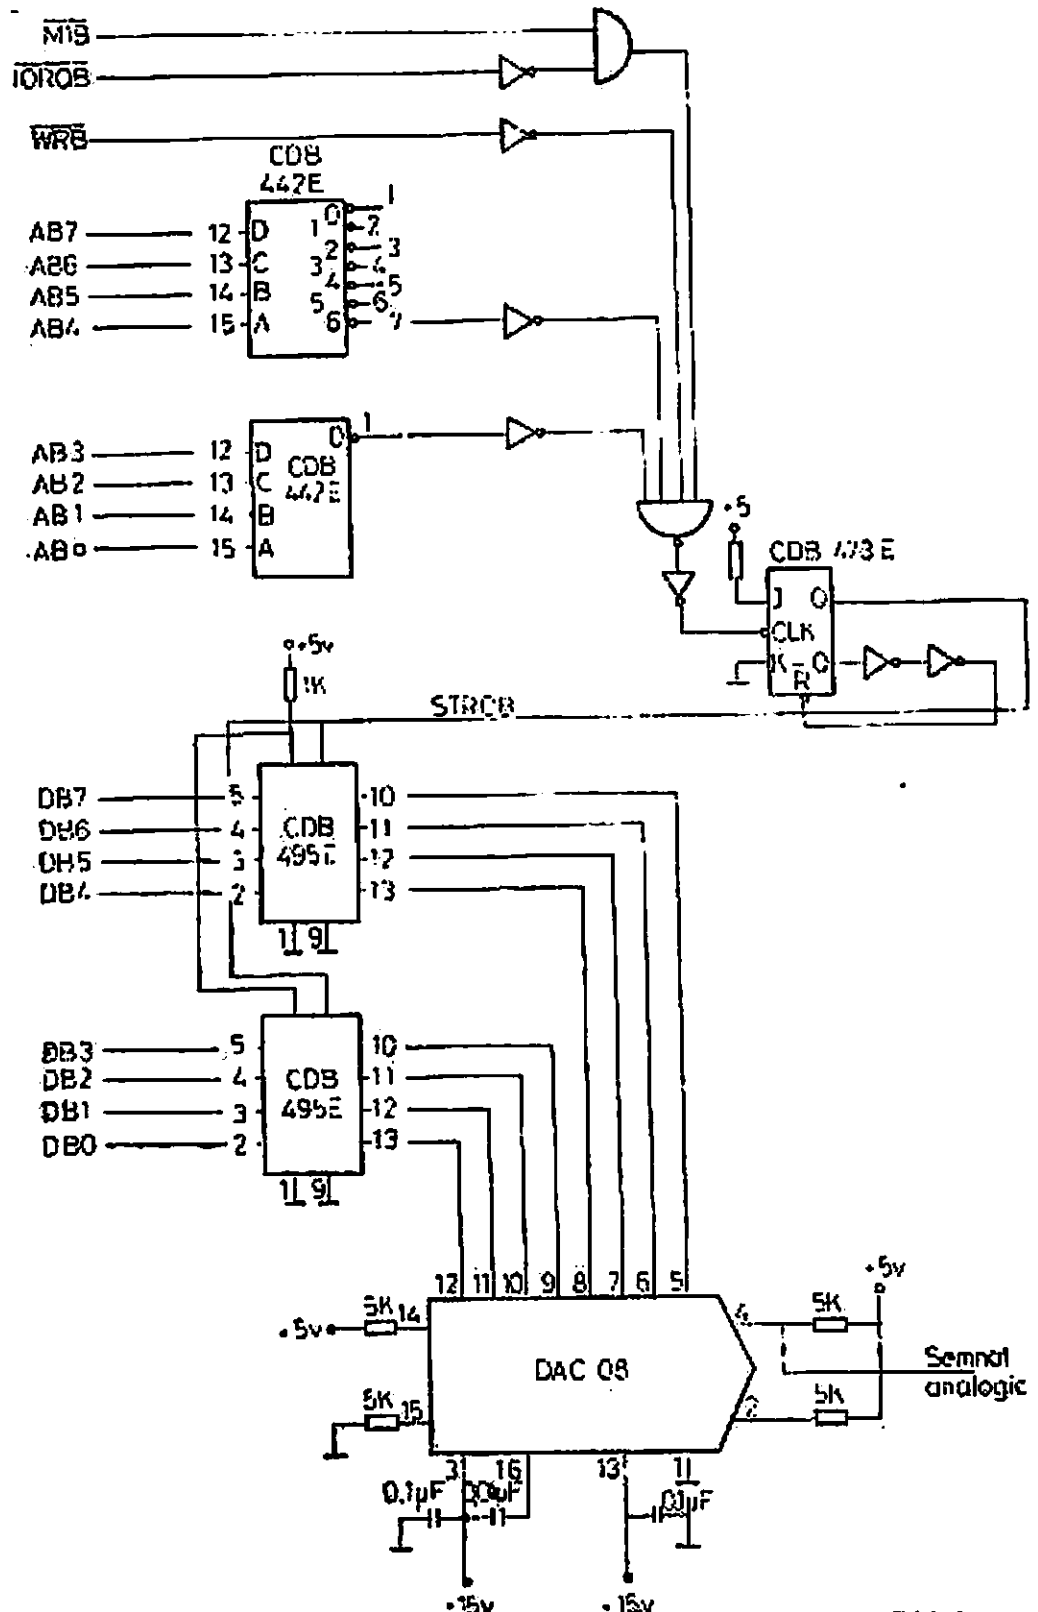 M1B
IORQB
WRB
CDB
442E
AB7 12 D
AB6 13 C
AB5 14 B
AB4 15 A
0 1
1 2
2 3
3 4
4 5
5 6
6 7
AB3 12 D
AB2 13 C
AB1 14 B
AB0 15 A
0 1
CDB
442E
+5
CDB 473E
J Q
CLK
K Q
R
+5v
1K
STROB
DB7 5
DB6 4
DB5 3
DB4 2
CDB
495E
10
11
12
13
1 9
DB3 5
DB2 4
DB1 3
DB0 2
CDB
495E
10
11
12
13
1 9
12 11 10 9 8 7 6 5
+5v 5K 14
5K 15
DAC 08
4 5K
+5v
2 5K
Semnal
analogic
3 16 13 1
0,1µF
0,1µF
15v
15v